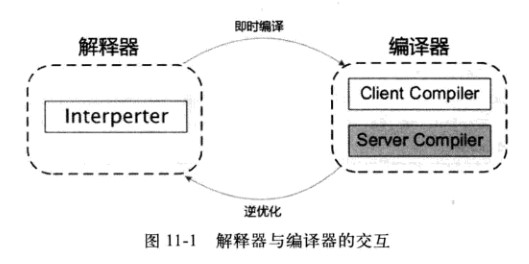 即时编译
解释器
编译器
Interperter
Client Compiler
Server Compiler
逆优化
图 11-1 解释器与编译器的交互